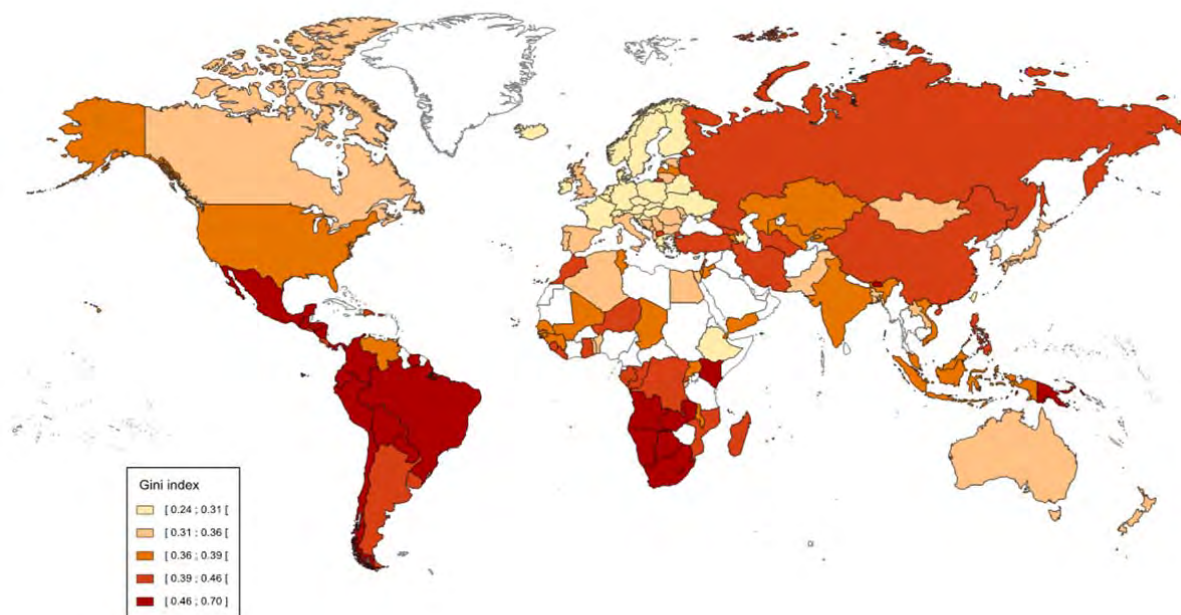 Gini index
[ 0.24 ; 0.31 [
[ 0.31 ; 0.36 [
[ 0.36 ; 0.39 [
[ 0.39 ; 0.46 [
[ 0.46 ; 0.70 ]